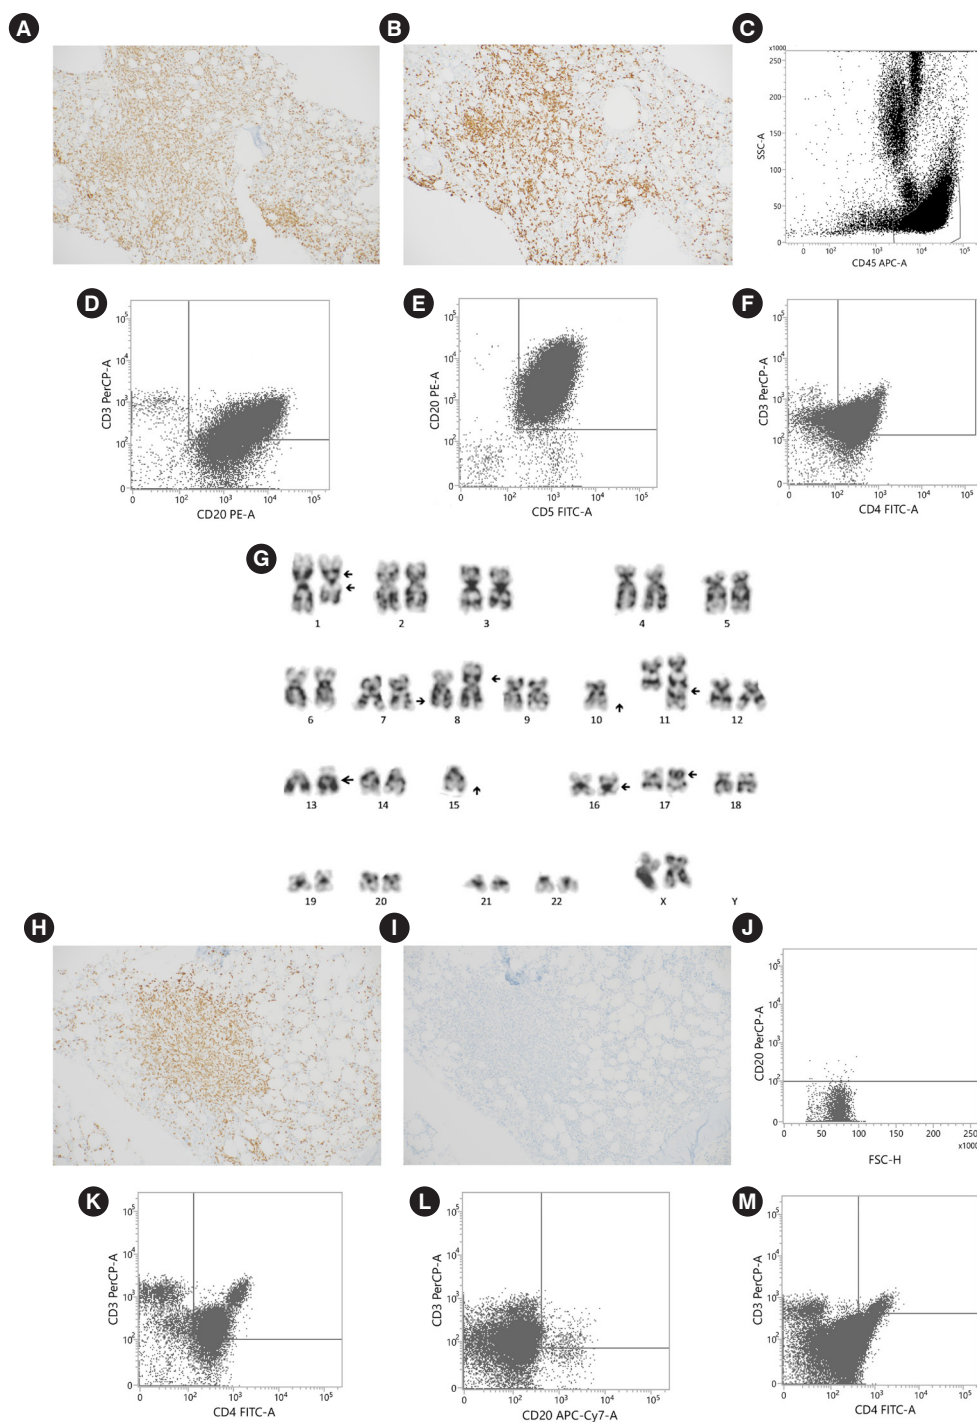 A
B
C
x1000
250
200
150
100
50
0
SSC-A
0 10² 10³ 10⁴ 10⁵
CD45 APC-A
D
10⁵
10⁴
10³
10²
0
CD3 PerCP-A
0 10² 10³ 10⁴ 10⁵
CD20 PE-A
E
10⁵
10⁴
10³
10²
0
CD20 PE-A
0 10² 10³ 10⁴ 10⁵
CD5 FITC-A
F
10⁵
10⁴
10³
10²
0
CD3 PerCP-A
0 10² 10³ 10⁴ 10⁵
CD4 FITC-A
G
1 2 3 4 5
6 7 8 9 10 11 12
13 14 15 16 17 18
19 20 21 22 X Y
H
I
J
10⁵
10⁴
10³
10²
0
CD20 PerCP-A
0 50 100 150 200 250
x1000
FSC-H
K
10⁵
10⁴
10³
10²
0
CD3 PerCP-A
0 10² 10³ 10⁴ 10⁵
CD4 FITC-A
L
10⁵
10⁴
10³
10²
0
CD3 PerCP-A
0 10² 10³ 10⁴ 10⁵
CD20 APC-Cy7-A
M
10⁵
10⁴
10³
10²
0
CD3 PerCP-A
0 10² 10³ 10⁴ 10⁵
CD4 FITC-A